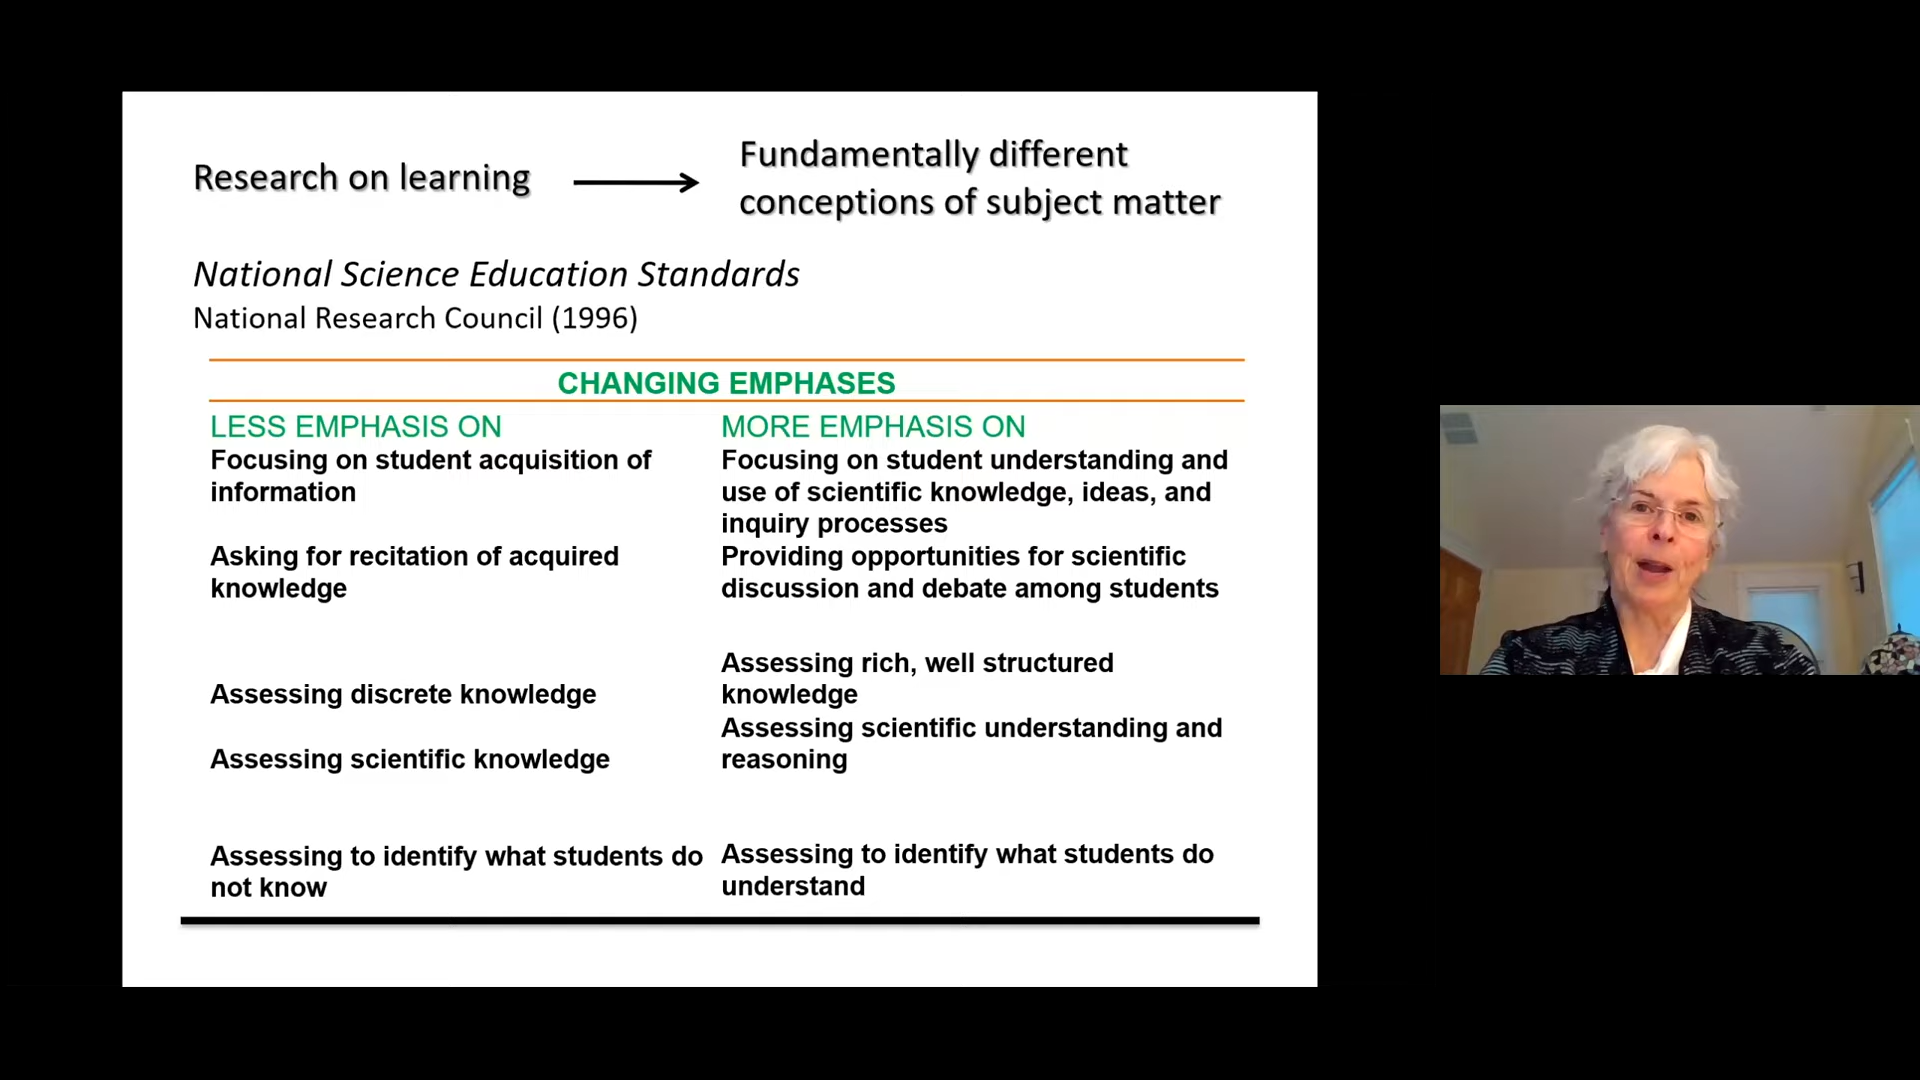 Research on learning
Fundamentally different
conceptions of subject matter
National Science Education Standards
National Research Council (1996)
CHANGING EMPHASES
LESS EMPHASIS ON
MORE EMPHASIS ON
Focusing on student acquisition of
information
Focusing on student understanding and
use of scientific knowledge, ideas, and
inquiry processes
Asking for recitation of acquired
knowledge
Providing opportunities for scientific
discussion and debate among students
Assessing discrete knowledge
Assessing rich, well structured
knowledge
Assessing scientific knowledge
Assessing scientific understanding and
reasoning
Assessing to identify what students do
not know
Assessing to identify what students do
understand